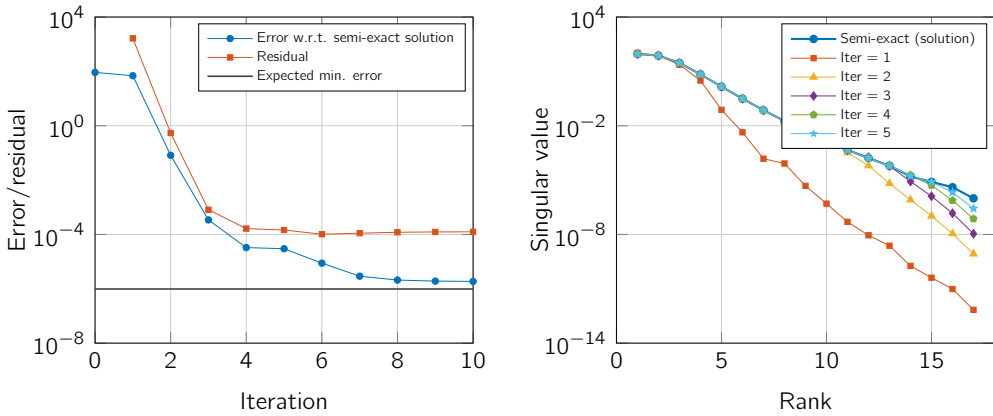 10^4
10^0
10^−4
10^−8
Error/residual
0 2 4 6 8 10
Iteration
Error w.r.t. semi-exact solution
Residual
Expected min. error
10^4
10^−2
10^−8
10^−14
Singular value
0 5 10 15
Rank
Semi-exact (solution)
Iter = 1
Iter = 2
Iter = 3
Iter = 4
Iter = 5